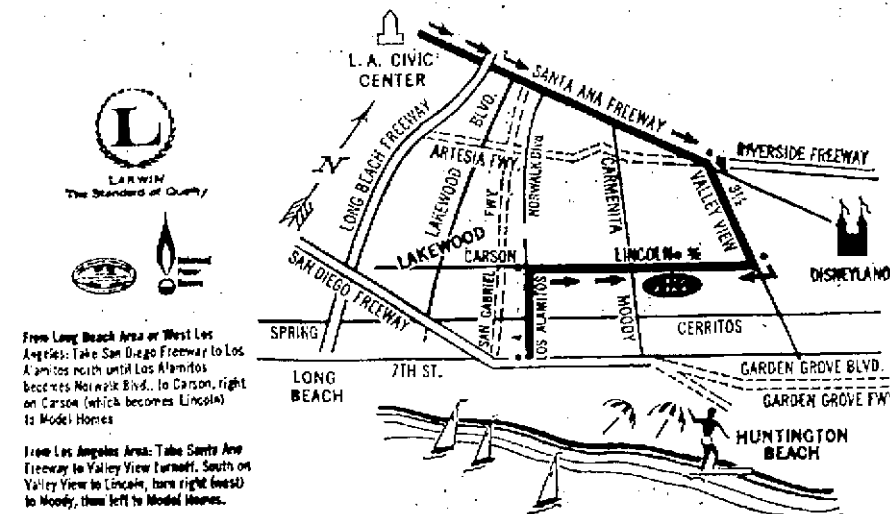 L.A. CIVIC
CENTER
SANTA ANA FREEWAY
L
LARWIN
The Standard of Quality
N
LONG BEACH FREEWAY
LAKEWOOD BLVD.
ARTESIA FWY
NORWALK Blvd.
CARMENITA
RIVERSIDE FREEWAY
VALLEY VIEW
LAKEWOOD
CARSON
LINCOLN
DISNEYLAND
SAN DIEGO FREEWAY
SAN GABRIEL FWY
LOS ALAMITOS
MOODY
SPRING
CERRITOS
LONG
BEACH
7TH ST.
GARDEN GROVE BLVD.
GARDEN GROVE FWY
HUNTINGTON
BEACH
From Long Beach Area or West Los
Angeles: Take San Diego Freeway to Los
Alamitos north until Los Alamitos
becomes Norwalk Blvd., to Carson, right
on Carson (which becomes Lincoln)
to Model Homes
From Los Angeles Area: Take Santa Ana
Freeway to Valley View turnoff. South on
Valley View to Lincoln, turn right (west)
to Moody, then left to Model Homes.